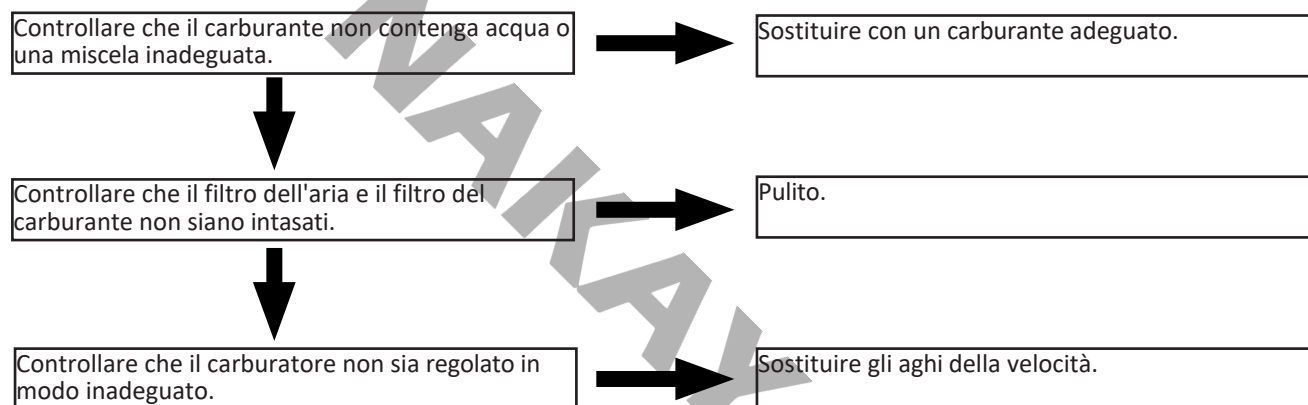 Controllare che il carburante non contenga acqua o
una miscela inadeguata.
Sostituire con un carburante adeguato.
Controllare che il filtro dell'aria e il filtro del
carburante non siano intasati.
Pulito.
Controllare che il carburatore non sia regolato in
modo inadeguato.
Sostituire gli aghi della velocità.
NAKAY